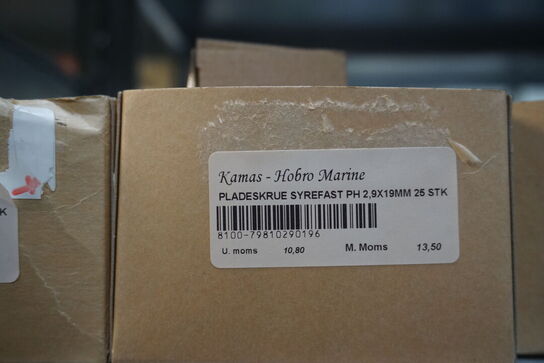 Kamas - Hobro Marine
PLADESKRUE SYREFAST PH 2,9X19MM 25 STK
8100-79810290196
U. moms 10,80 M. Moms 13,50
K